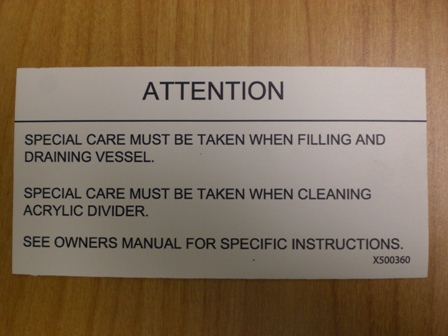 ATTENTION
SPECIAL CARE MUST BE TAKEN WHEN FILLING AND
DRAINING VESSEL.
SPECIAL CARE MUST BE TAKEN WHEN CLEANING
ACRYLIC DIVIDER.
SEE OWNERS MANUAL FOR SPECIFIC INSTRUCTIONS.
X500360